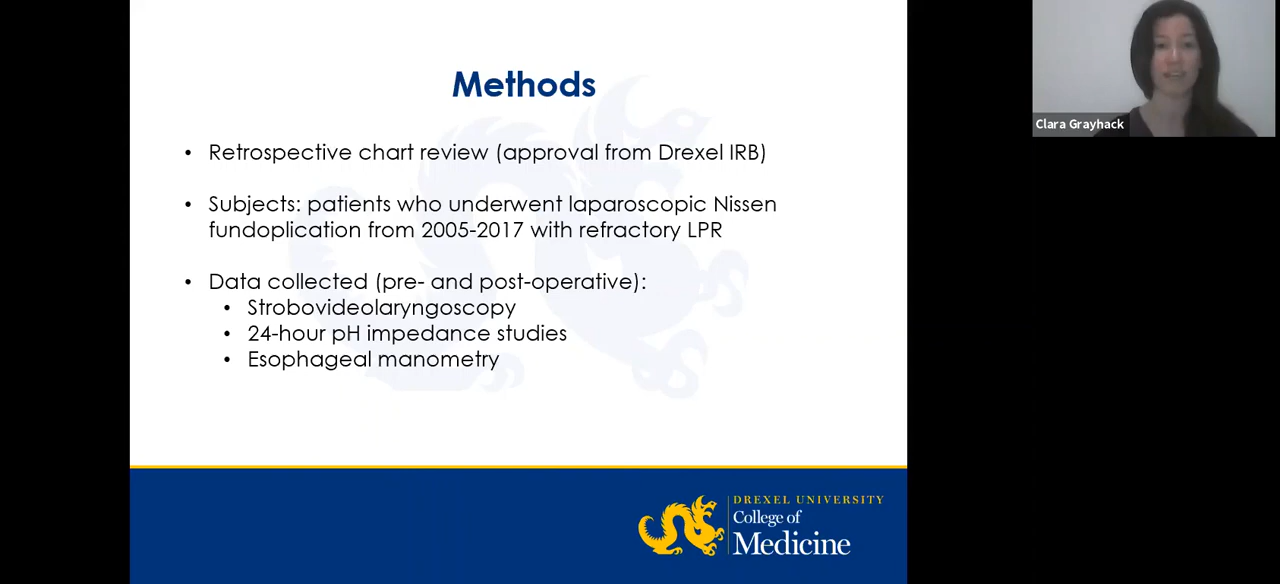 Methods
• Retrospective chart review (approval from Drexel IRB)
• Subjects: patients who underwent laparoscopic Nissen
fundoplication from 2005-2017 with refractory LPR
• Data collected (pre- and post-operative):
• Strobovideolaryngoscopy
• 24-hour pH impedance studies
• Esophageal manometry
DREXEL UNIVERSITY
College of
Medicine
Clara Grayhack